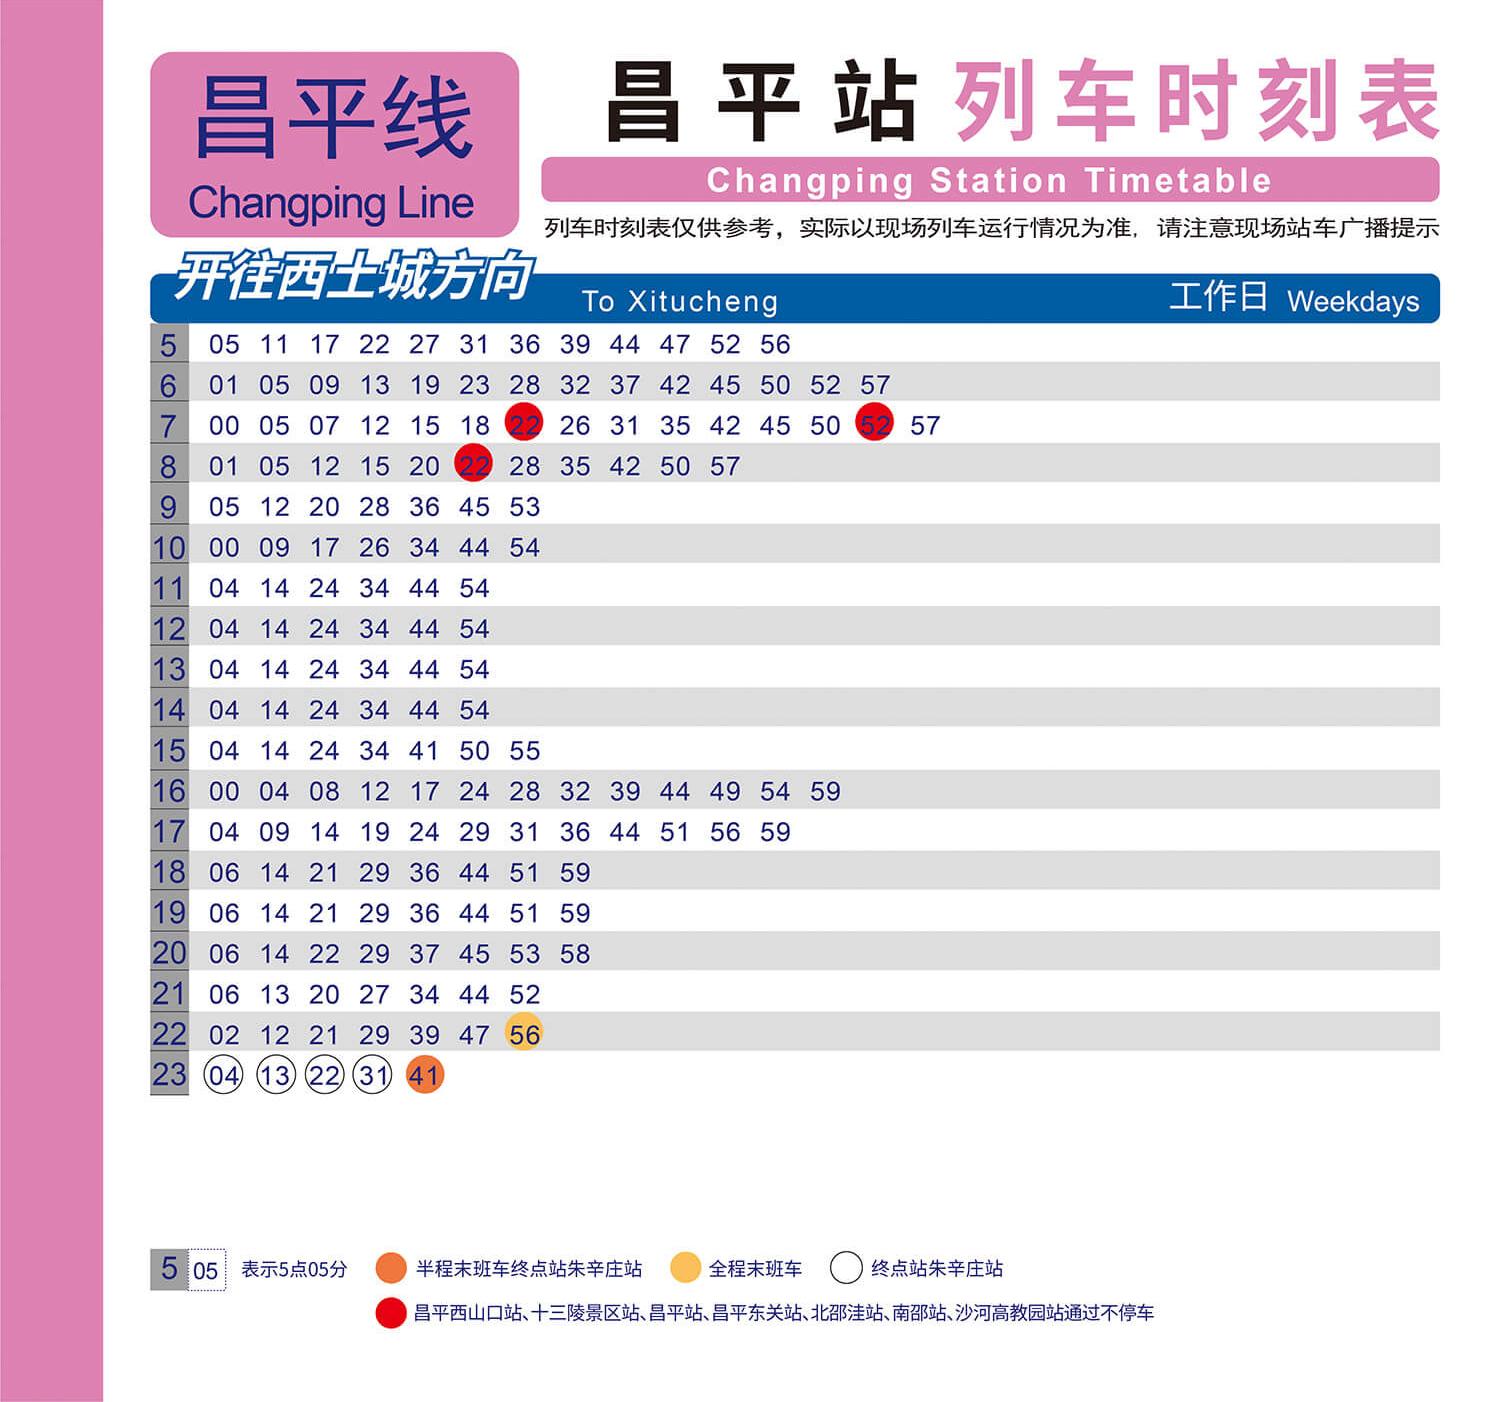 昌平线
Changping Line
昌平站 列车时刻表
Changping Station Timetable
列车时刻表仅供参考，实际以现场列车运行情况为准，请注意现场站车广播提示
开往西土城方向 To Xitucheng 工作日 Weekdays
5 05 11 17 22 27 31 36 39 44 47 52 56
6 01 05 09 13 19 23 28 32 37 42 45 50 52 57
7 00 05 07 12 15 18 22 26 31 35 42 45 50 52 57
8 01 05 12 15 20 22 28 35 42 50 57
9 05 12 20 28 36 45 53
10 00 09 17 26 34 44 54
11 04 14 24 34 44 54
12 04 14 24 34 44 54
13 04 14 24 34 44 54
14 04 14 24 34 44 54
15 04 14 24 34 41 50 55
16 00 04 08 12 17 24 28 32 39 44 49 54 59
17 04 09 14 19 24 29 31 36 44 51 56 59
18 06 14 21 29 36 44 51 59
19 06 14 21 29 36 44 51 59
20 06 14 22 29 37 45 53 58
21 06 13 20 27 34 44 52
22 02 12 21 29 39 47 56
23 04 13 22 31 41
5 05 表示5点05分 半程末班车终点站朱辛庄站 全程末班车 终点站朱辛庄站
昌平西山口站、十三陵景区站、昌平站、昌平东关站、北邵洼站、南邵站、沙河高教园站通过不停车